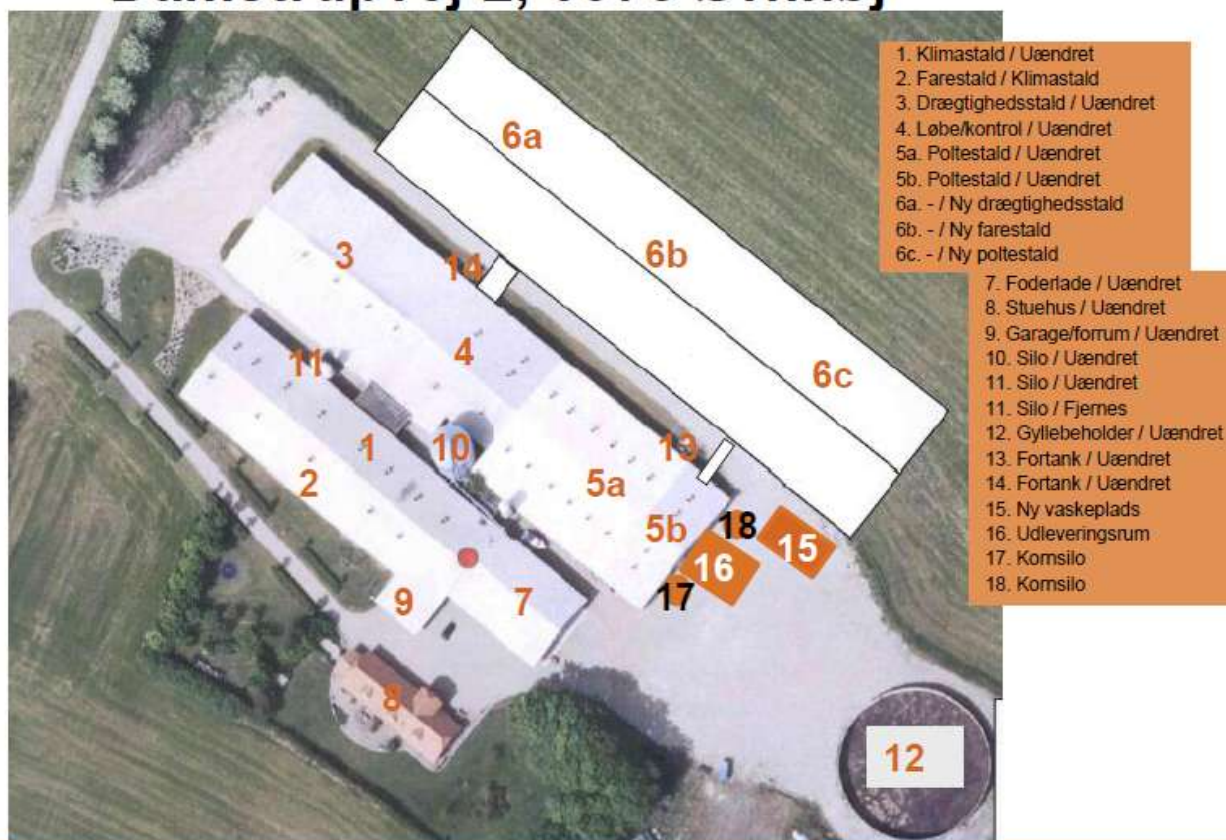 1. Klimastald / Uændret
2. Farestald / Klimastald
3. Drægtighedsstald / Uændret
4. Løbe/kontrol / Uændret
5a. Poltestald / Uændret
5b. Poltestald / Uændret
6a. - / Ny drægtighedsstald
6b. - / Ny farestald
6c. - / Ny poltestald
7. Foderlade / Uændret
8. Stuehus / Uændret
9. Garage/forrum / Uændret
10. Silo / Uændret
11. Silo / Uændret
11. Silo / Fjernes
12. Gyllebeholder / Uændret
13. Fortank / Uændret
14. Fortank / Uændret
15. Ny vaskeplads
16. Udleveringsrum
17. Kornsilo
18. Kornsilo
6a
6b
3
14
4
11
6c
1
10
13
2
5a
5b
18
15
16
17
9
7
8
12